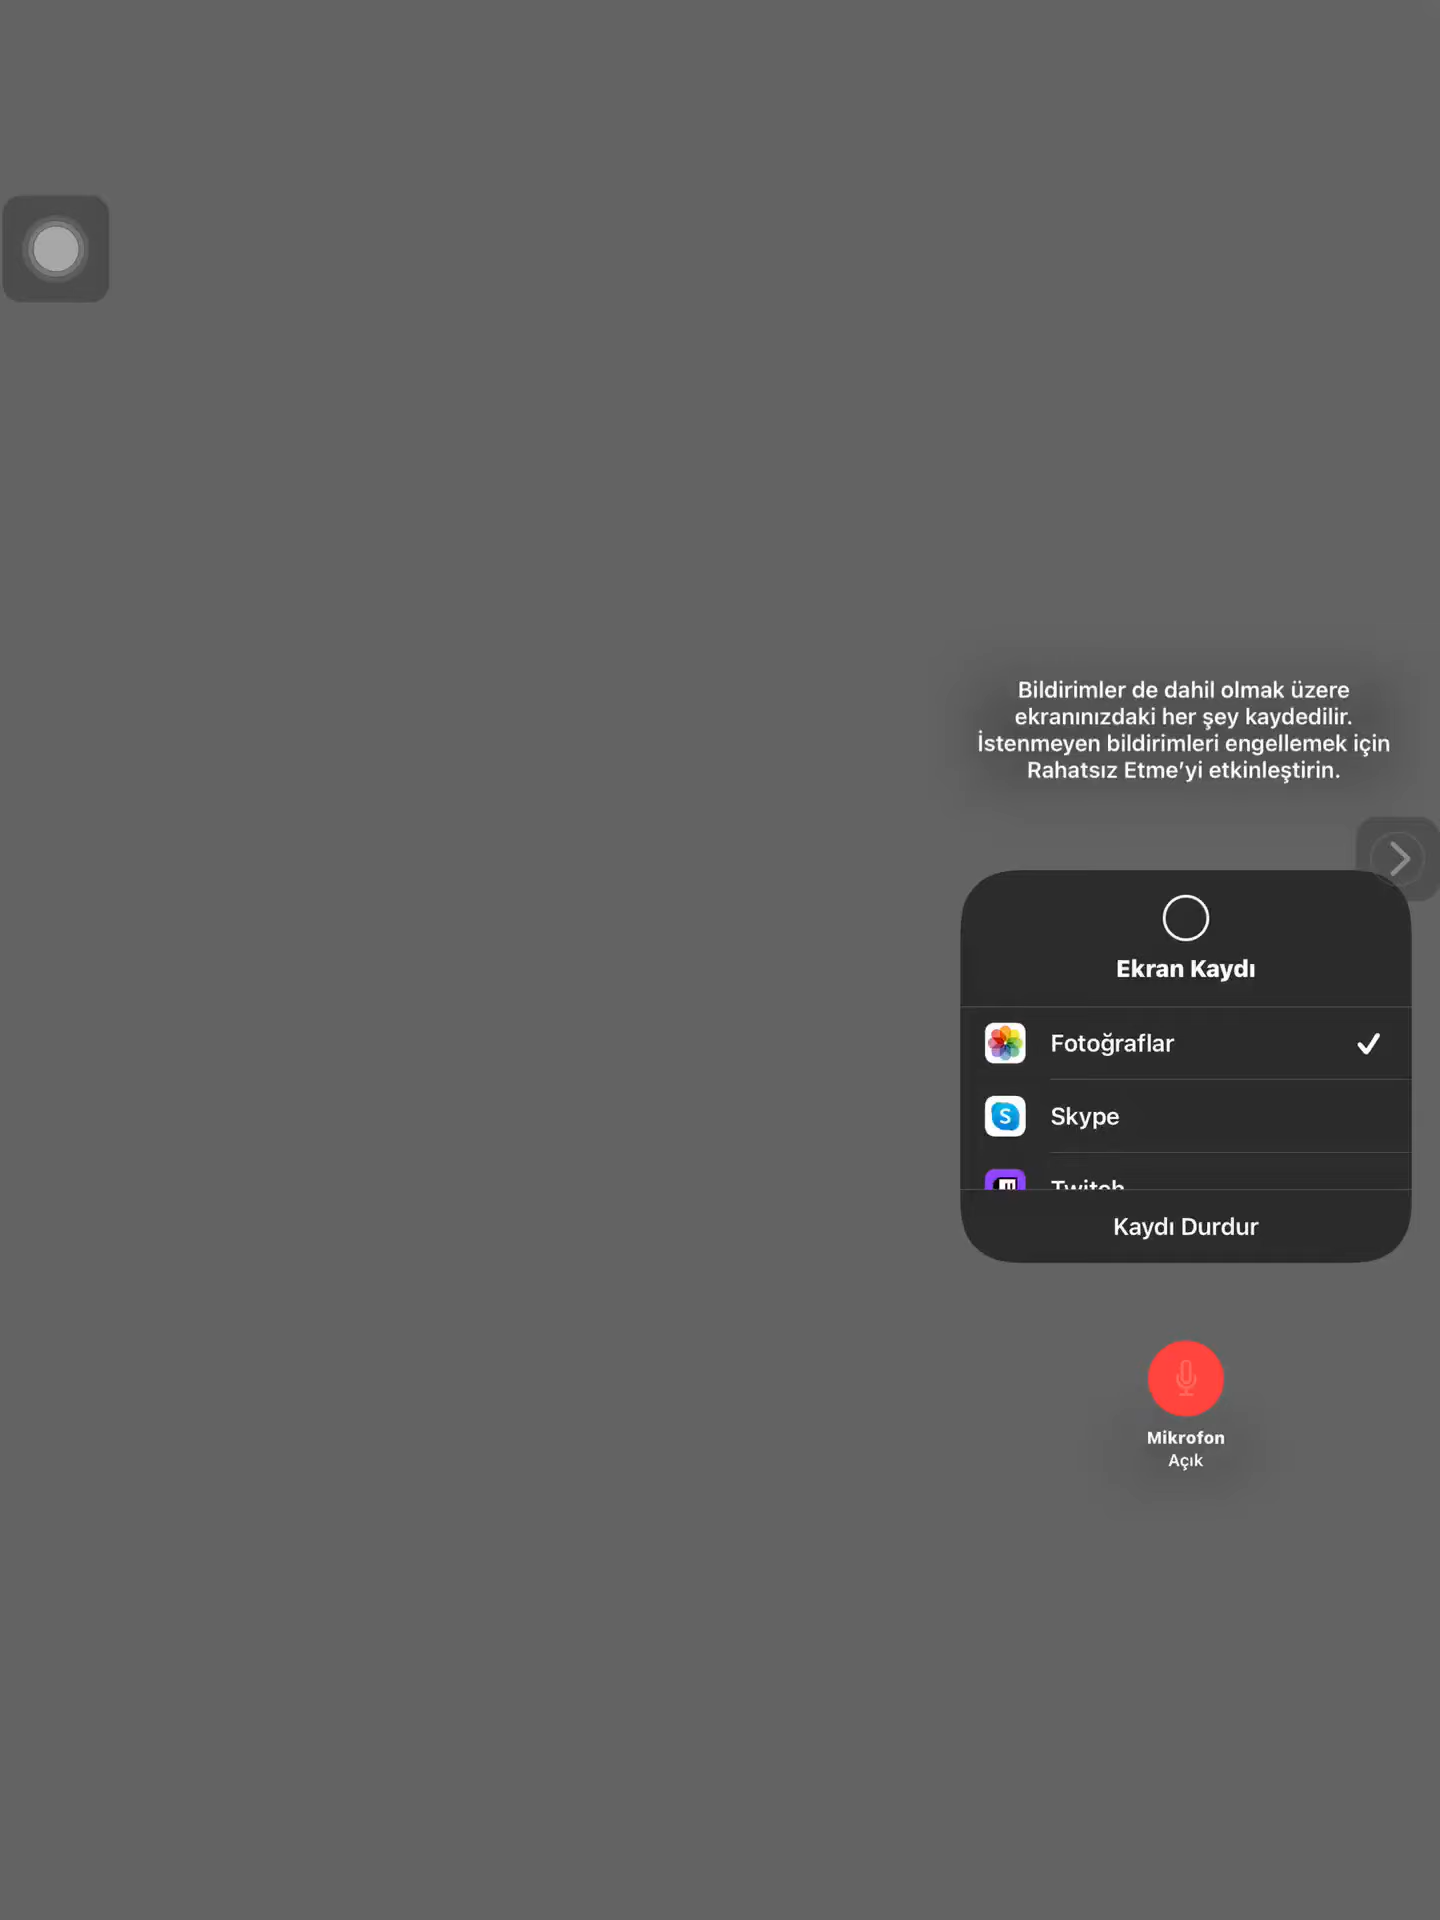 Bildirimler de dahil olmak üzere
ekranınızdaki her şey kaydedilir.
İstenmeyen bildirimleri engellemek için
Rahatsız Etme’yi etkinleştirin.
Ekran Kaydı
Fotoğraflar
Skype
Twitch
Kaydı Durdur
Mikrofon
Açık